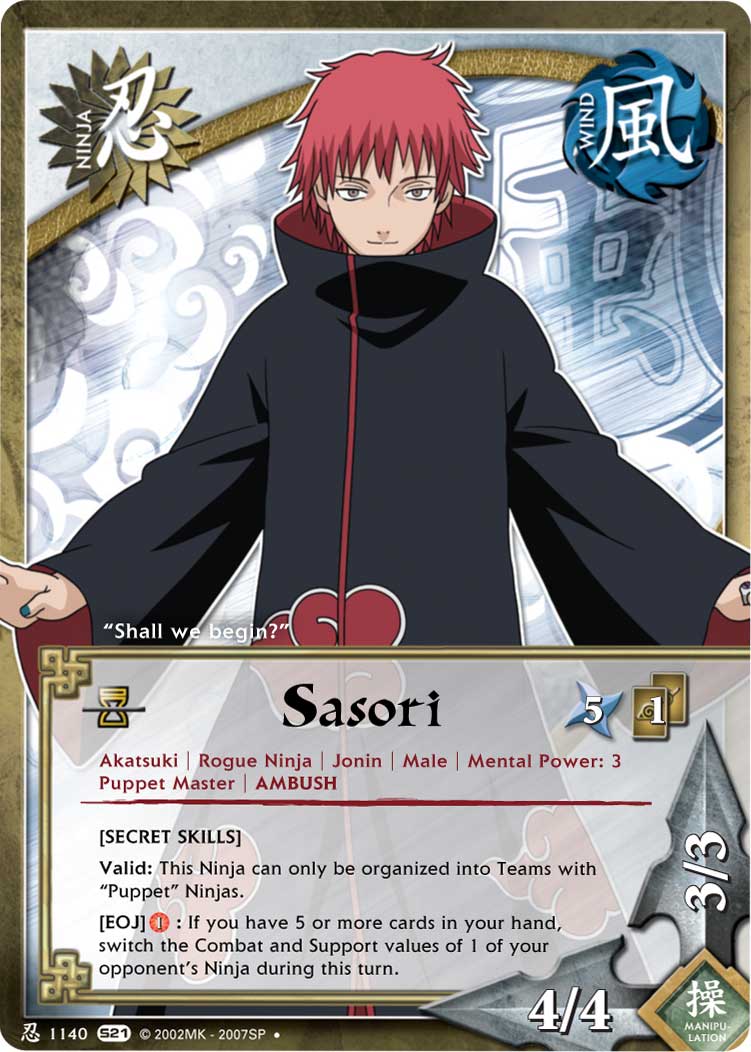 NINJA 忍
WIND 風
“Shall we begin?”
Sasori
5 1
Akatsuki | Rogue Ninja | Jonin | Male | Mental Power: 3
Puppet Master | AMBUSH
[SECRET SKILLS]
Valid: This Ninja can only be organized into Teams with
“Puppet” Ninjas.
[EOJ] 1 : If you have 5 or more cards in your hand,
switch the Combat and Support values of 1 of your
opponent’s Ninja during this turn.
3/3
4/4
操
MANIPU-
LATION
忍 1140 S21 © 2002MK - 2007SP •